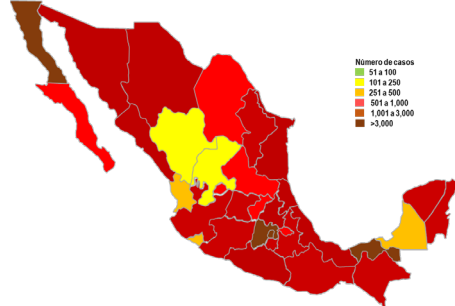 Número de casos
51 a 100
101 a 250
251 a 500
501 a 1,000
1,001 a 3,000
>3,000